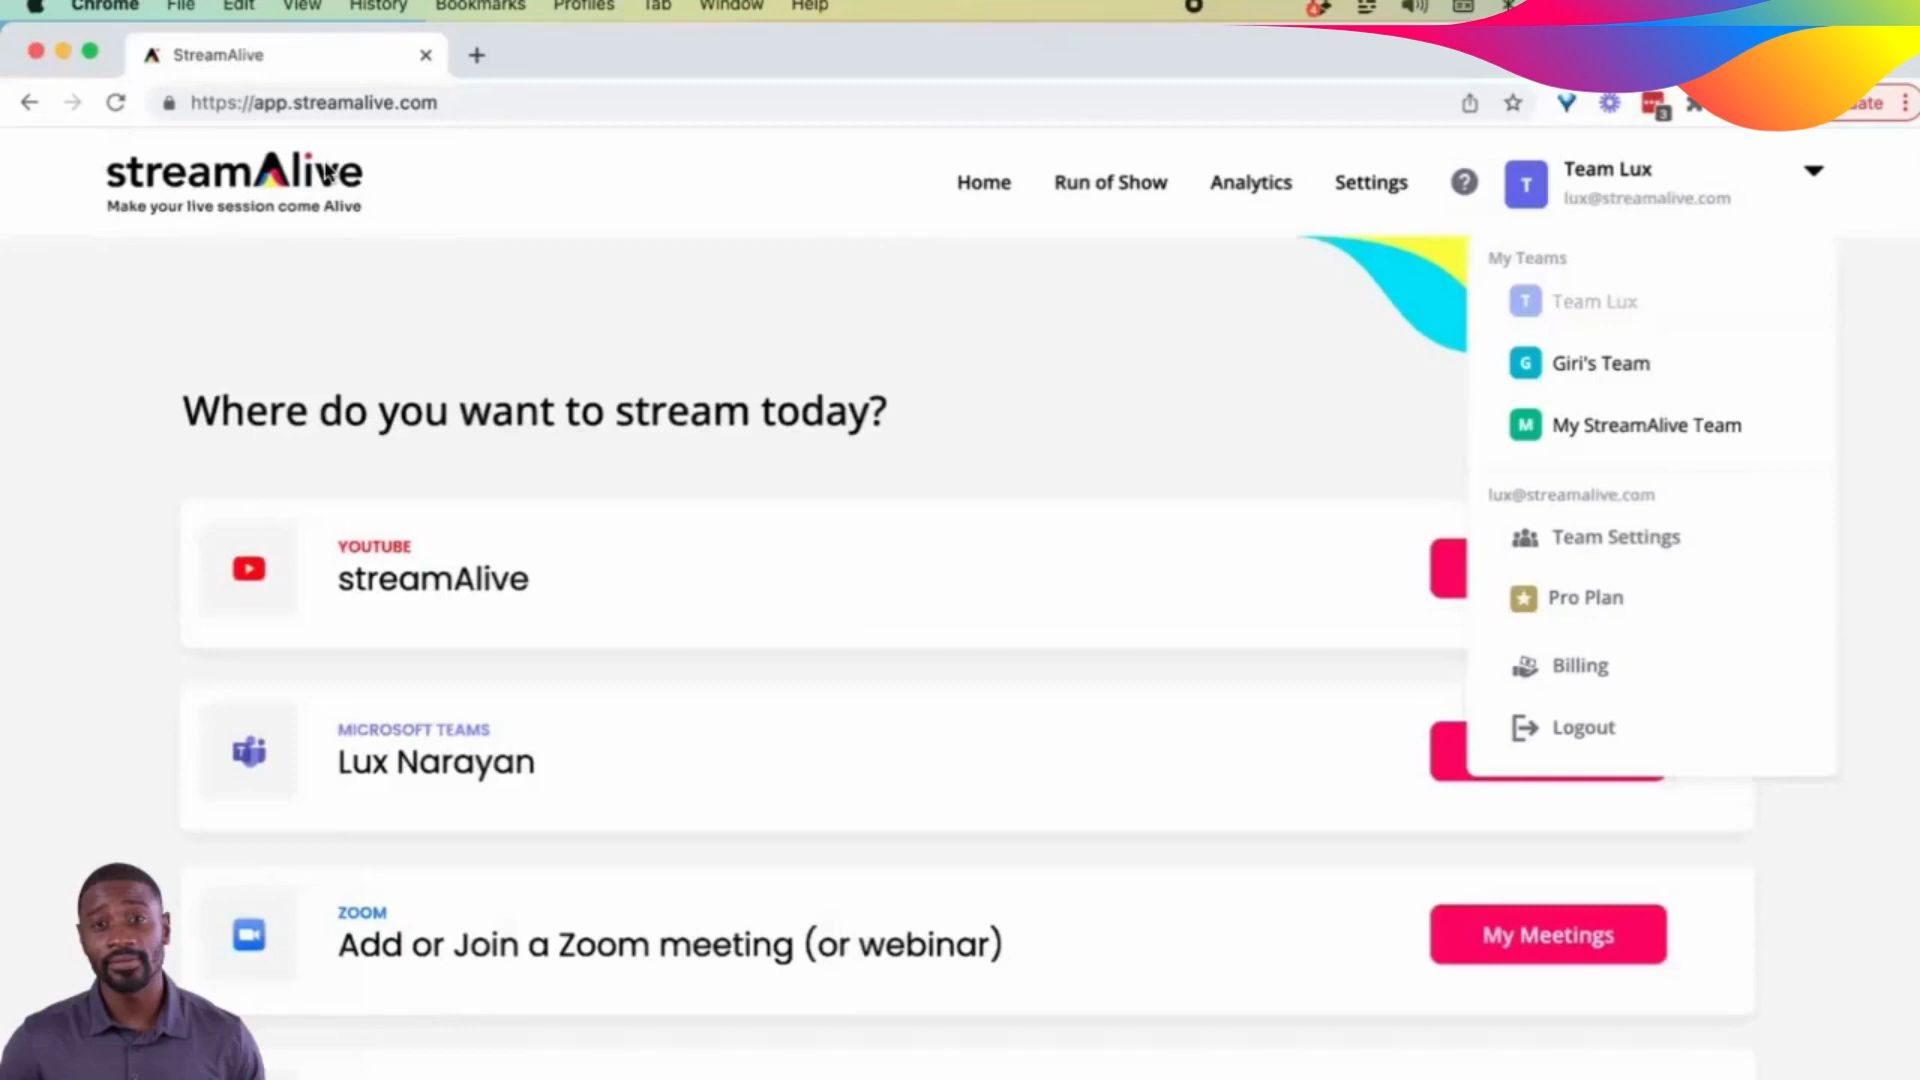 Chrome File Edit View History Bookmarks Profiles Tab Window Help
StreamAlive
https://app.streamalive.com
3
streamAlive
Make your live session come Alive
Home Run of Show Analytics Settings ? T Team Lux
lux@streamalive.com
My Teams
T Team Lux
G Giri's Team
M My StreamAlive Team
lux@streamalive.com
Team Settings
Pro Plan
Billing
Logout
Where do you want to stream today?
YOUTUBE
streamAlive
MICROSOFT TEAMS
Lux Narayan
ZOOM
Add or Join a Zoom meeting (or webinar)
My Meetings